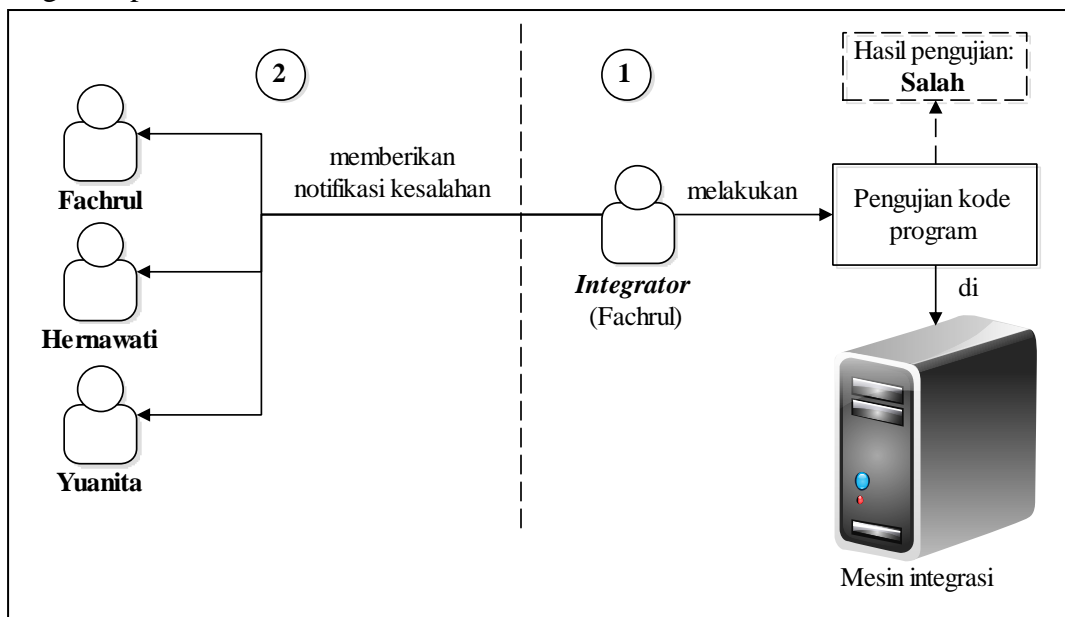 2
1
Hasil pengujian:
Salah
memberikan
notifikasi kesalahan
melakukan
Pengujian kode
program
Fachrul
Integrator
(Fachrul)
di
Hernawati
Yuanita
Mesin integrasi